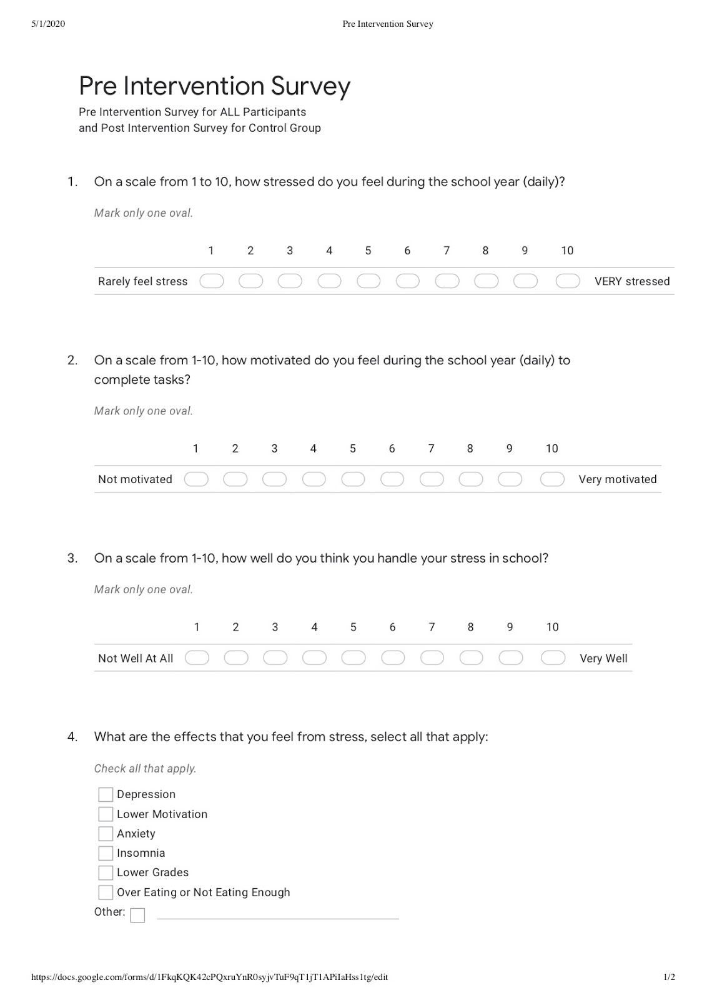 5/1/2020 Pre Intervention Survey
Pre Intervention Survey
Pre Intervention Survey for ALL Participants
and Post Intervention Survey for Control Group
1. On a scale from 1 to 10, how stressed do you feel during the school year (daily)?
Mark only one oval.
1 2 3 4 5 6 7 8 9 10
Rarely feel stress VERY stressed
2. On a scale from 1-10, how motivated do you feel during the school year (daily) to
complete tasks?
Mark only one oval.
1 2 3 4 5 6 7 8 9 10
Not motivated Very motivated
3. On a scale from 1-10, how well do you think you handle your stress in school?
Mark only one oval.
1 2 3 4 5 6 7 8 9 10
Not Well At All Very Well
4. What are the effects that you feel from stress, select all that apply:
Check all that apply.
Depression
Lower Motivation
Anxiety
Insomnia
Lower Grades
Over Eating or Not Eating Enough
Other:
https://docs.google.com/forms/d/1FkqKQK42cPQxruYnR0syjvTuF9qT1jT1APiIaHss1tg/edit 1/2